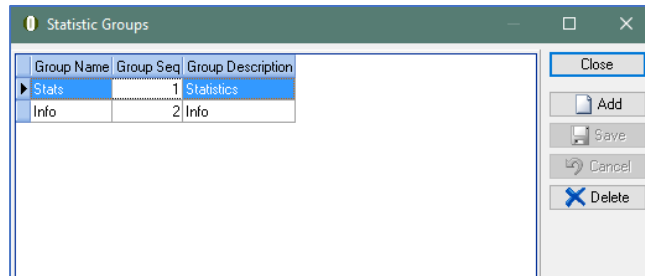 Statistic Groups
Group Name Group Seq Group Description
Stats 1 Statistics
Info 2 Info
Close
Add
Save
Cancel
Delete